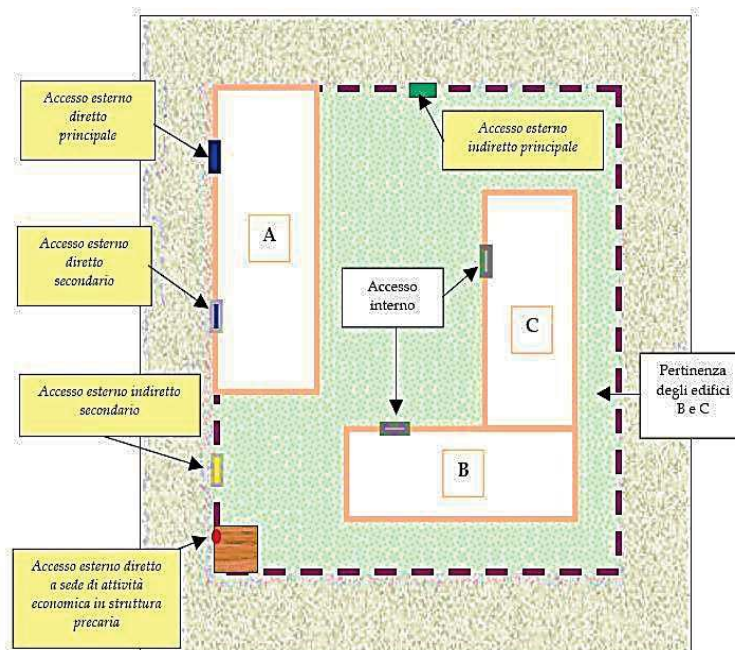 Accesso esterno
diretto
principale
Accesso esterno
indiretto principale
A
Accesso esterno
diretto
secondario
Accesso
interno
C
Accesso esterno indiretto
secondario
Pertinenza
degli edifici
B e C
B
Accesso esterno diretto
a sede di attività
economica in struttura
precaria